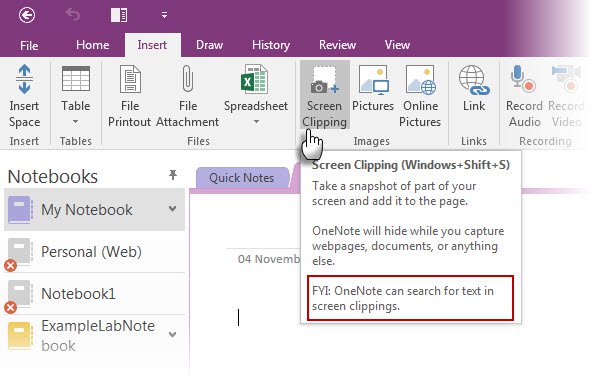 File Home Insert Draw History Review View
Insert Space
Table
File Printout
File Attachment
Spreadsheet
Screen Clipping
Pictures
Online Pictures
Link
Record Audio
Record Video
Insert Tables Files Images Links Recording
Notebooks
Quick Notes
My Notebook
Personal (Web)
Notebook1
ExampleLabNote
book
04 Novembe
Screen Clipping (Windows+Shift+S)
Take a snapshot of part of your
screen and add it to the page.
OneNote will hide while you capture
webpages, documents, or anything
else.
FYI: OneNote can search for text in
screen clippings.